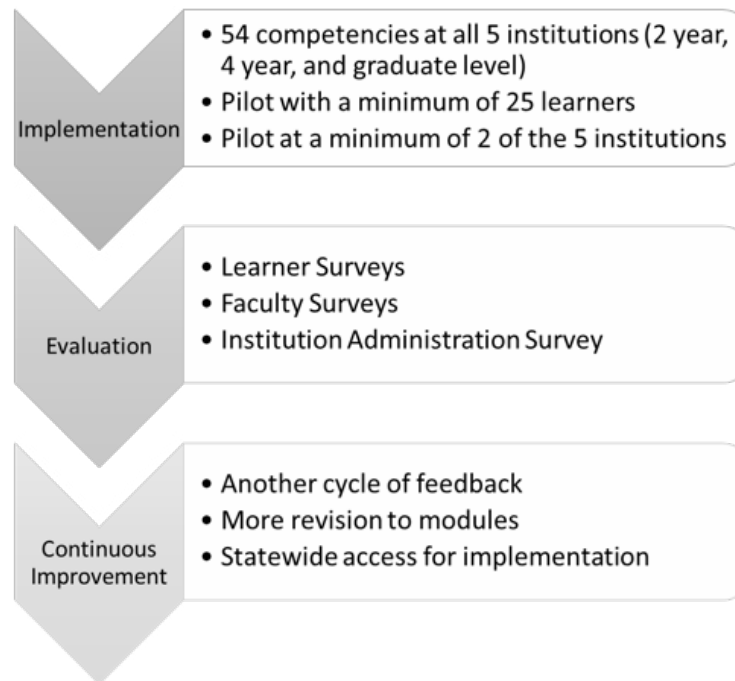 Implementation
• 54 competencies at all 5 institutions (2 year,
4 year, and graduate level)
• Pilot with a minimum of 25 learners
• Pilot at a minimum of 2 of the 5 institutions
Evaluation
• Learner Surveys
• Faculty Surveys
• Institution Administration Survey
Continuous
Improvement
• Another cycle of feedback
• More revision to modules
• Statewide access for implementation